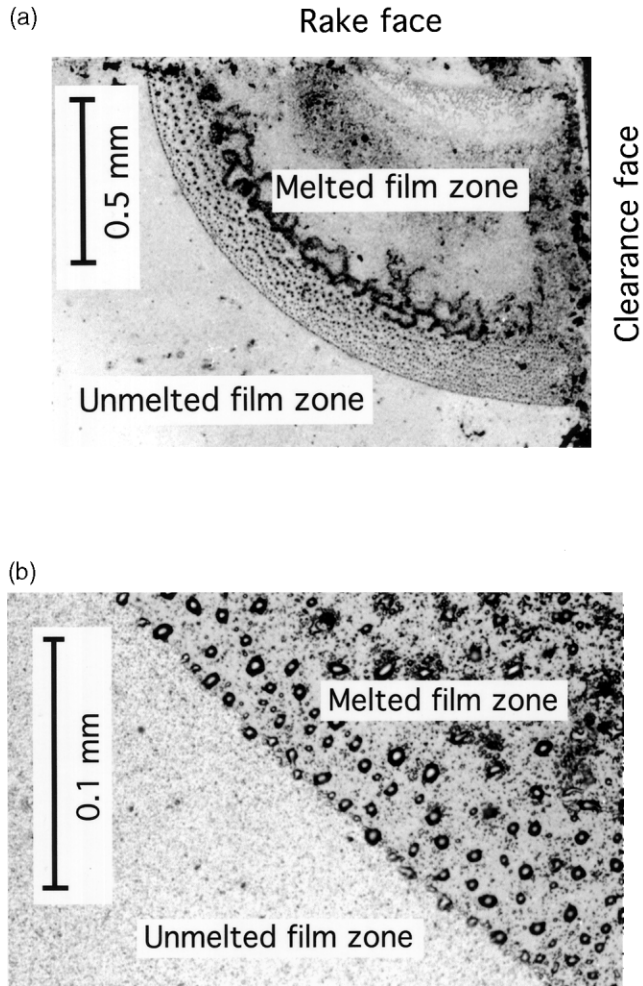 (a)
Rake face
0.5 mm
Melted film zone
Clearance face
Unmelted film zone
(b)
0.1 mm
Melted film zone
Unmelted film zone